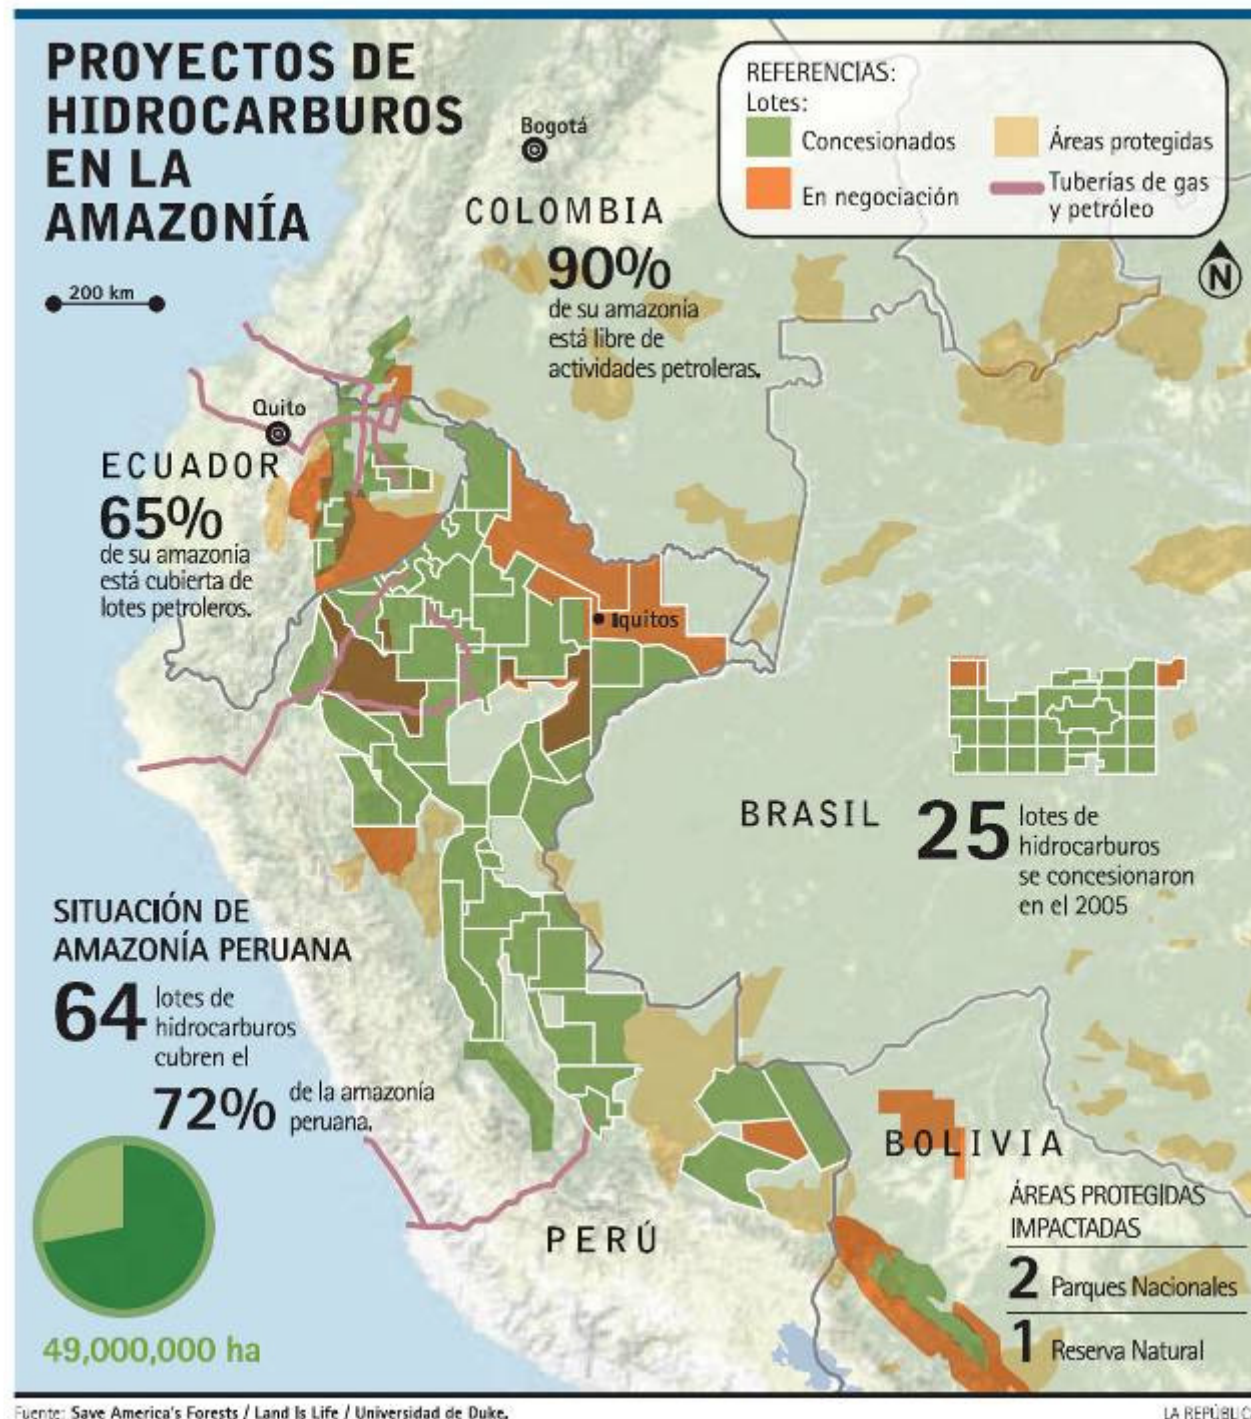 PROYECTOS DE
HIDROCARBUROS
EN LA
AMAZONÍA
200 km
REFERENCIAS:
Lotes:
Concesionados
En negociación
Áreas protegidas
Tuberías de gas
y petróleo
N
Bogotá
COLOMBIA
90%
de su amazonía
está libre de
actividades petroleras.
Quito
ECUADOR
65%
de su amazonía
está cubierta de
lotes petroleros.
Iquitos
BRASIL
25
lotes de
hidrocarburos
se concesionaron
en el 2005
SITUACIÓN DE
AMAZONÍA PERUANA
64
lotes de
hidrocarburos
cubren el
72%
de la amazonía
peruana.
49,000,000 ha
PERÚ
BOLIVIA
ÁREAS PROTEGIDAS
IMPACTADAS
2 Parques Nacionales
1 Reserva Natural
Fuente: Save America's Forests / Land Is Life / Universidad de Duke.
LA REPÚBLIC